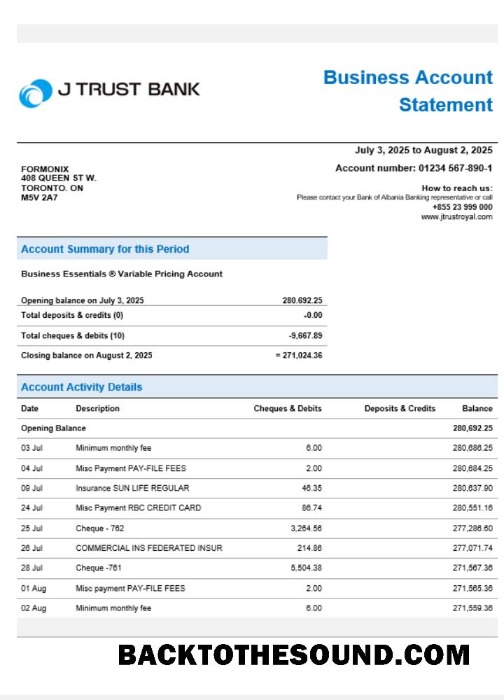 J TRUST BANK
Business Account
Statement
July 3, 2025 to August 2, 2025
Account number: 01234 567-890-1
FORMONIX
408 QUEEN ST W.
TORONTO. ON
M5V 2A7
How to reach us:
Please contact your Bank of Albania Banking representative or call
+855 23 999 000
www.jtrustroyal.com
Account Summary for this Period
Business Essentials ® Variable Pricing Account
Opening balance on July 3, 2025 280.692.25
Total deposits & credits (0) -0.00
Total cheques & debits (10) -9,667.89
Closing balance on August 2, 2025 = 271,024.36
Account Activity Details
Date Description Cheques & Debits Deposits & Credits Balance
Opening Balance 280,692.25
03 Jul Minimum monthly fee 6.00 280,686.25
04 Jul Misc Payment PAY-FILE FEES 2.00 280,684.25
09 Jul Insurance SUN LIFE REGULAR 46.35 280,637.90
24 Jul Misc Payment RBC CREDIT CARD 86.74 280,551.16
25 Jul Cheque - 762 3,264.56 277,286.60
26 Jul COMMERCIAL INS FEDERATED INSUR 214.86 277,071.74
28 Jul Cheque -761 5,504.38 271,567.36
01 Aug Misc payment PAY-FILE FEES 2.00 271,565.36
02 Aug Minimum monthly fee 6.00 271,559.36
BACKTOTHESOUND.COM